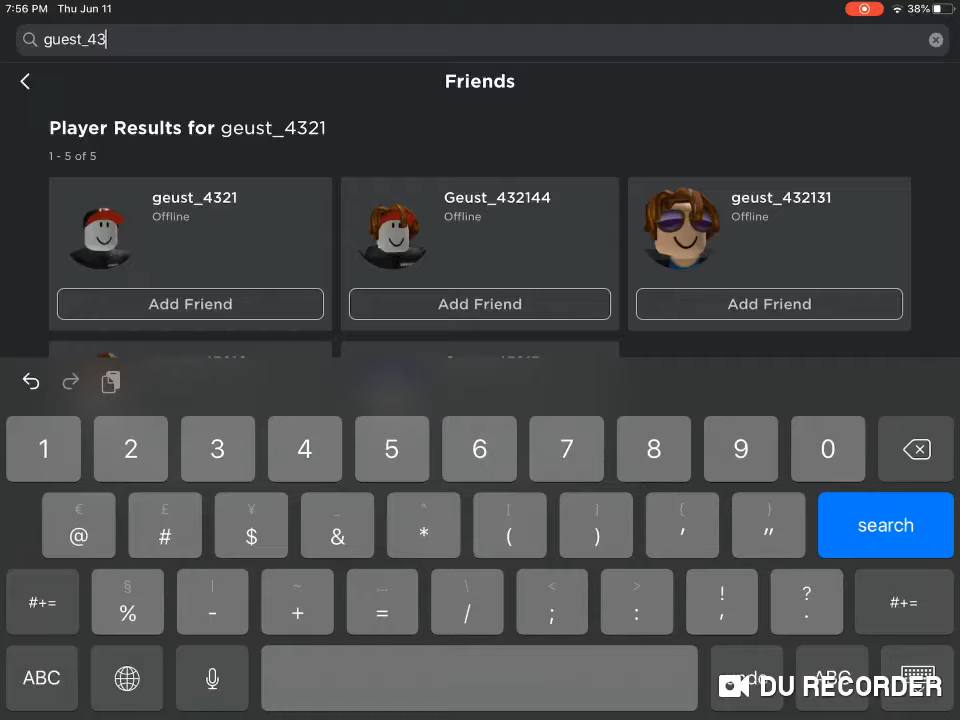 7:56 PM Thu Jun 11 38%
guest_43
Friends
Player Results for geust_4321
1 - 5 of 5
geust_4321 Geust_432144 geust_432131
Offline Offline Offline
Add Friend Add Friend Add Friend
1 2 3 4 5 6 7 8 9 0
€ £ ¥ _ ^ [ ] { }
@ # $ & * ( ) ' " search
§ | ~ … \ < > ! ?
#+= % - + = / ; : , . #+=
ABC undo ABC
DU RECORDER